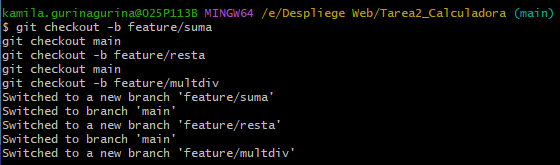 kamila.gurinagurina@O25P113B MINGW64 /e/Despliege Web/Tarea2_Calculadora (main)
$ git checkout -b feature/suma
git checkout main
git checkout -b feature/resta
git checkout main
git checkout -b feature/multdiv
Switched to a new branch 'feature/suma'
Switched to branch 'main'
Switched to a new branch 'feature/resta'
Switched to branch 'main'
Switched to a new branch 'feature/multdiv'